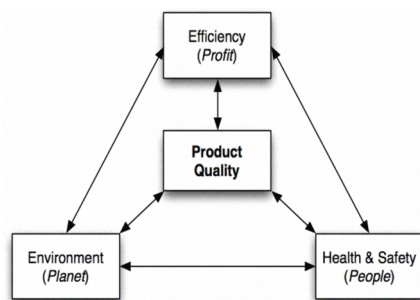 Efficiency
(Profit)
Product
Quality
Environment
(Planet)
Health & Safety
(People)